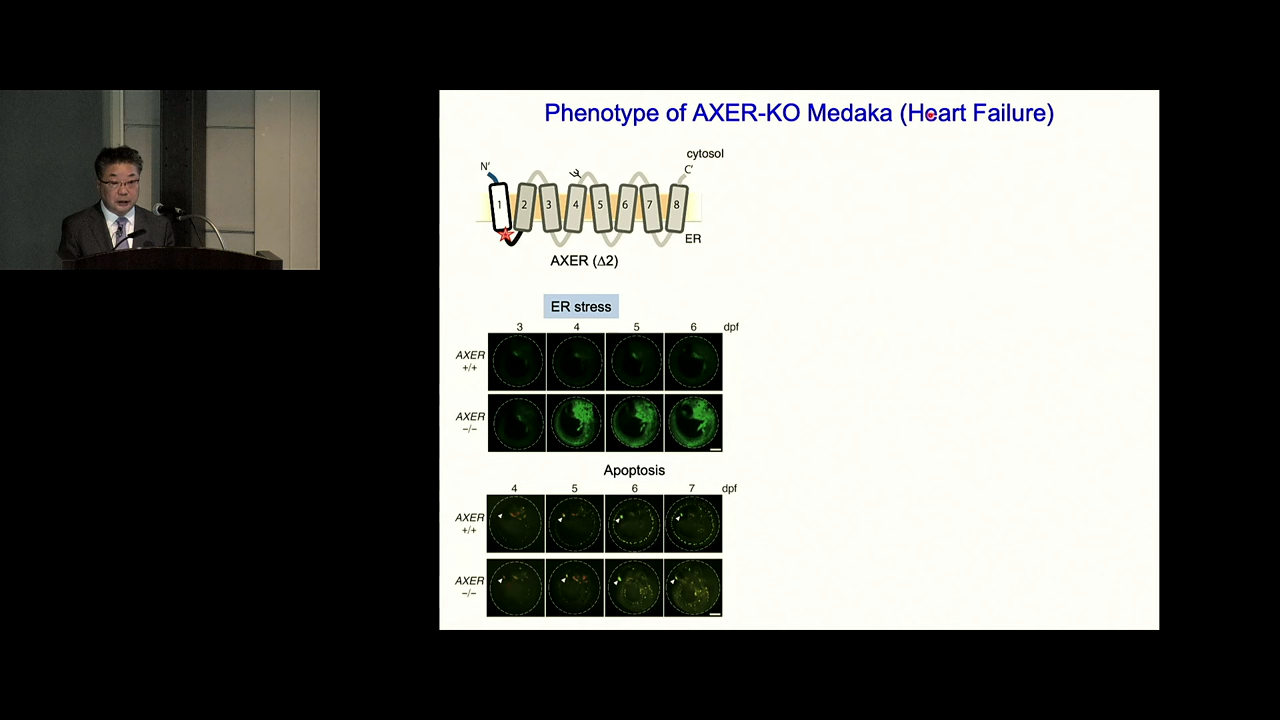 Phenotype of AXER-KO Medaka (Heart Failure)
cytosol
N' C'
1 2 3 4 5 6 7 8
ER
AXER (Δ2)
ER stress
3 4 5 6 dpf
AXER
+/+
AXER
−/−
Apoptosis
4 5 6 7 dpf
AXER
+/+
AXER
−/−